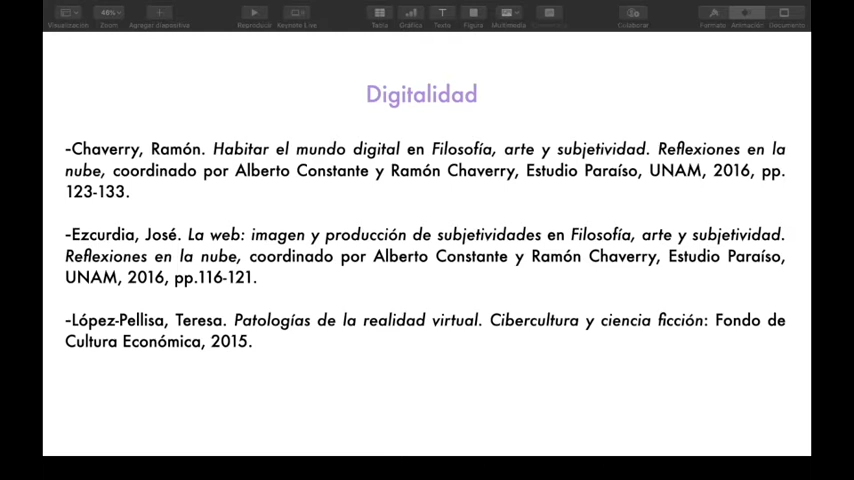 Visualización Zoom Agregar diapositiva Reproducir Keynote Live Tabla Gráfica Texto Figura Multimedia Colaborar Formato Animación Documento
Digitalidad
-Chaverry, Ramón. Habitar el mundo digital en Filosofía, arte y subjetividad. Reflexiones en la
nube, coordinado por Alberto Constante y Ramón Chaverry, Estudio Paraíso, UNAM, 2016, pp.
123-133.
-Ezcurdia, José. La web: imagen y producción de subjetividades en Filosofía, arte y subjetividad.
Reflexiones en la nube, coordinado por Alberto Constante y Ramón Chaverry, Estudio Paraíso,
UNAM, 2016, pp.116-121.
-López-Pellisa, Teresa. Patologías de la realidad virtual. Cibercultura y ciencia ficción: Fondo de
Cultura Económica, 2015.